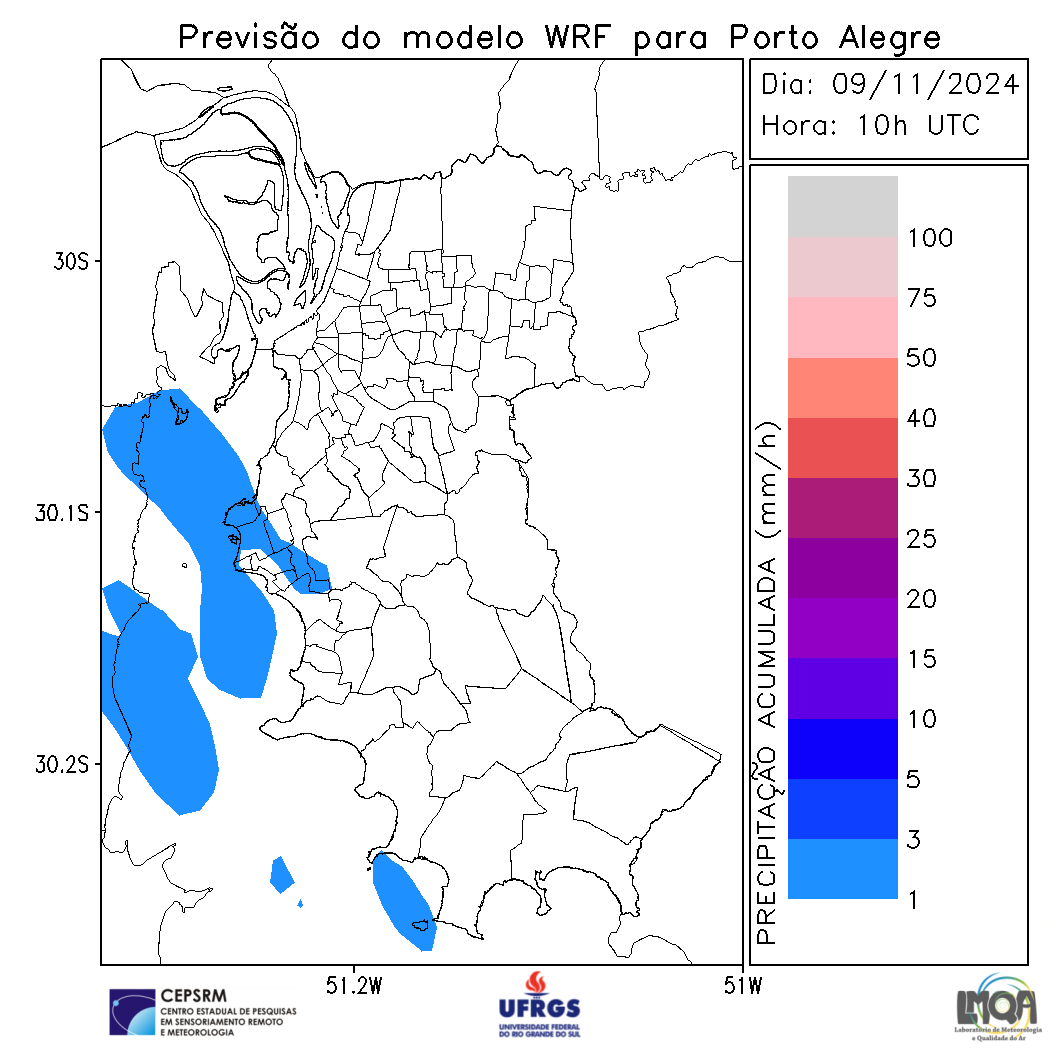 Previsão do modelo WRF para Porto Alegre
Dia: 09/11/2024
Hora: 10h UTC
30S
30.1S
30.2S
51.2W
51W
PRECIPITAÇÃO ACUMULADA (mm/h)
100
75
50
40
30
25
20
15
10
5
3
1
CEPSRM
CENTRO ESTADUAL DE PESQUISAS
EM SENSORIAMENTO REMOTO
E METEOROLOGIA
UFRGS
UNIVERSIDADE FEDERAL
DO RIO GRANDE DO SUL
LMQA
Laboratório de Meteorologia
e Qualidade do Ar